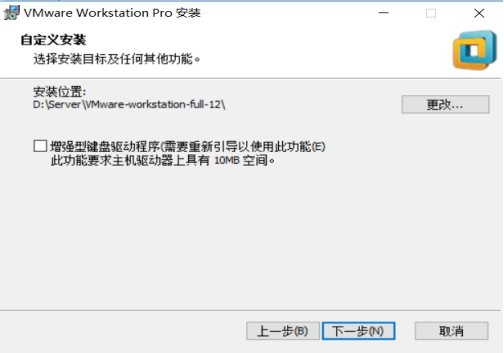 VMware Workstation Pro 安装
自定义安装
选择安装目标及任何其他功能。
安装位置:
D:\Server\VMware-workstation-full-12\
更改...
增强型键盘驱动程序(需要重新引导以使用此功能(E)
此功能要求主机驱动器上具有 10MB 空间。
上一步(B) 下一步(N) 取消